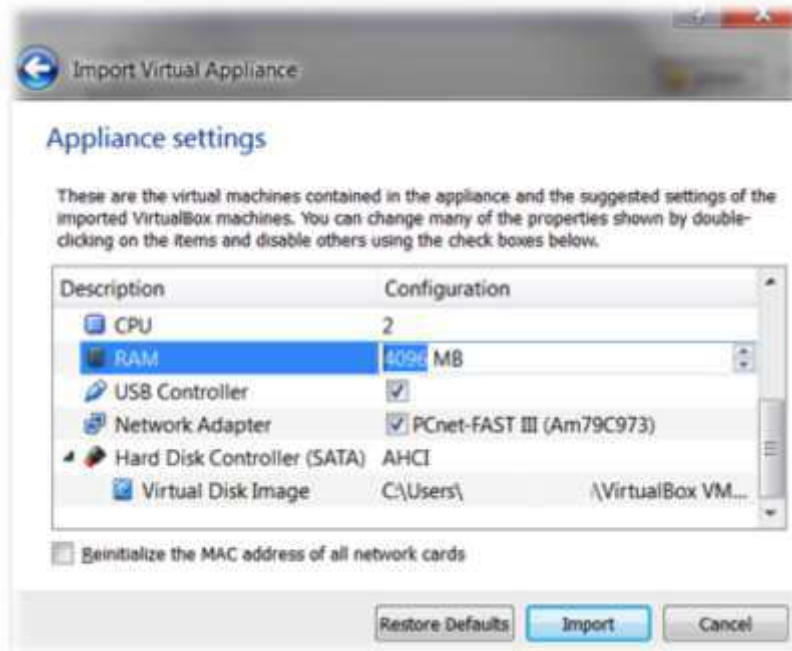 Import Virtual Appliance
Appliance settings
These are the virtual machines contained in the appliance and the suggested settings of the
imported VirtualBox machines. You can change many of the properties shown by double-
clicking on the items and disable others using the check boxes below.
Description Configuration
CPU 2
RAM 4096 MB
USB Controller
Network Adapter PCnet-FAST III (Am79C973)
Hard Disk Controller (SATA) AHCI
Virtual Disk Image C:\Users\ \VirtualBox VM...
Reinitialize the MAC address of all network cards
Restore Defaults Import Cancel